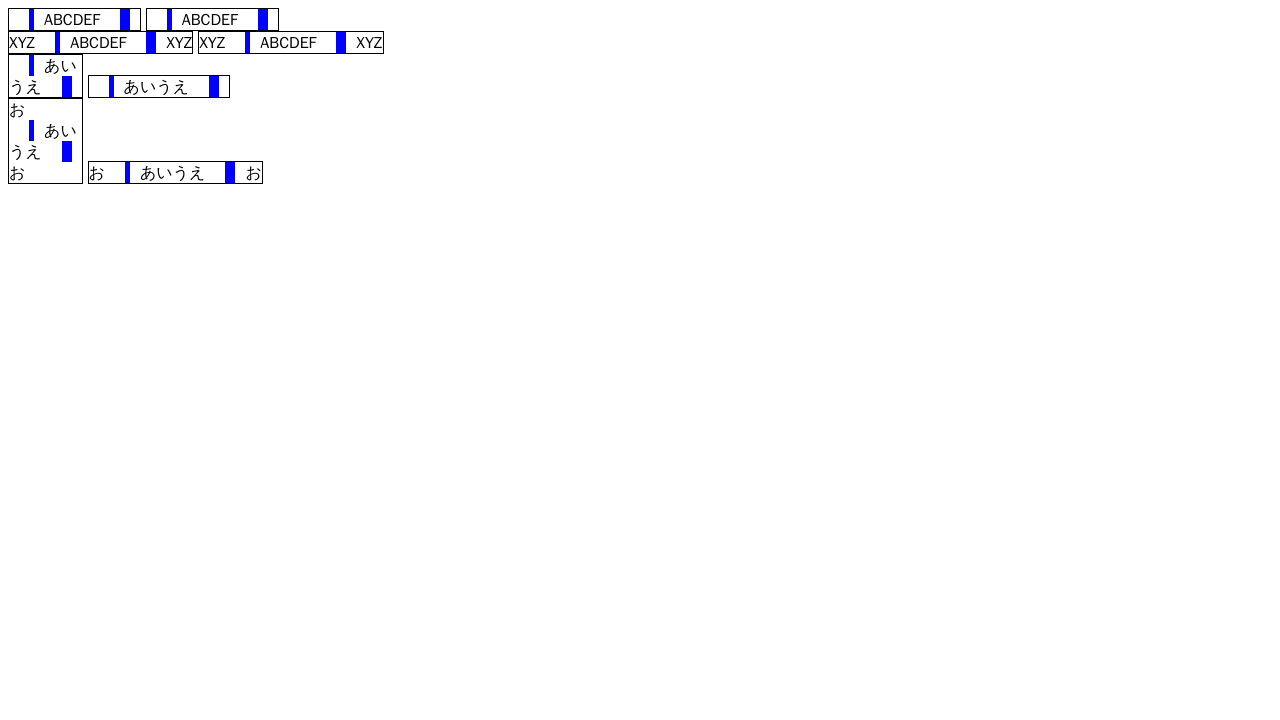 ABCDEF ABCDEF
XYZ ABCDEF XYZ XYZ ABCDEF XYZ
あい
うえ あいうえ
お
あい
うえ
お お あいうえ お